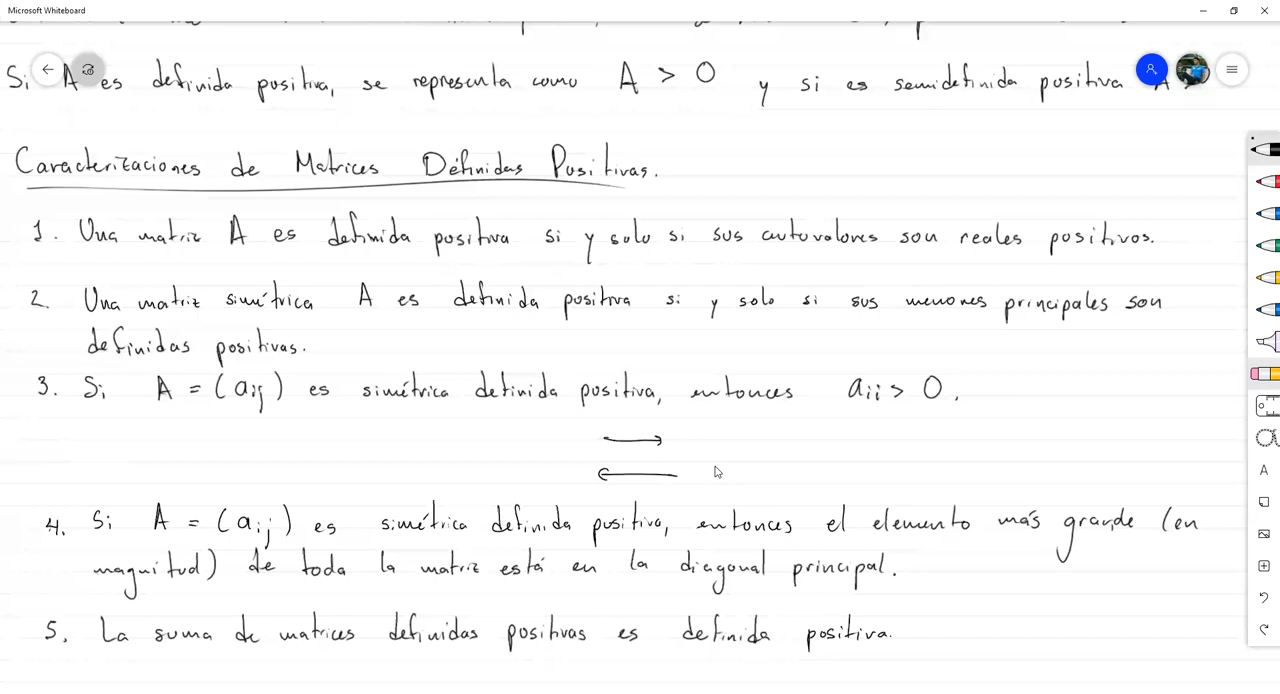 Microsoft Whiteboard
Si A es definida positiva, se representa como A > 0 y si es semidefinida positiva A
Caracterizaciones de Matrices Definidas Positivas.
1. Una matriz A es definida positiva si y solo si sus autovalores son reales positivos.
2. Una matriz simétrica A es definida positiva si y solo si sus menores principales son
definidas positivas.
3. Si A = (aij) es simétrica definida positiva, entonces aii > 0.
→
←
4. Si A = (aij) es simétrica definida positiva, entonces el elemento más grande (en
magnitud) de toda la matriz está en la diagonal principal.
5. La suma de matrices definidas positivas es definida positiva.